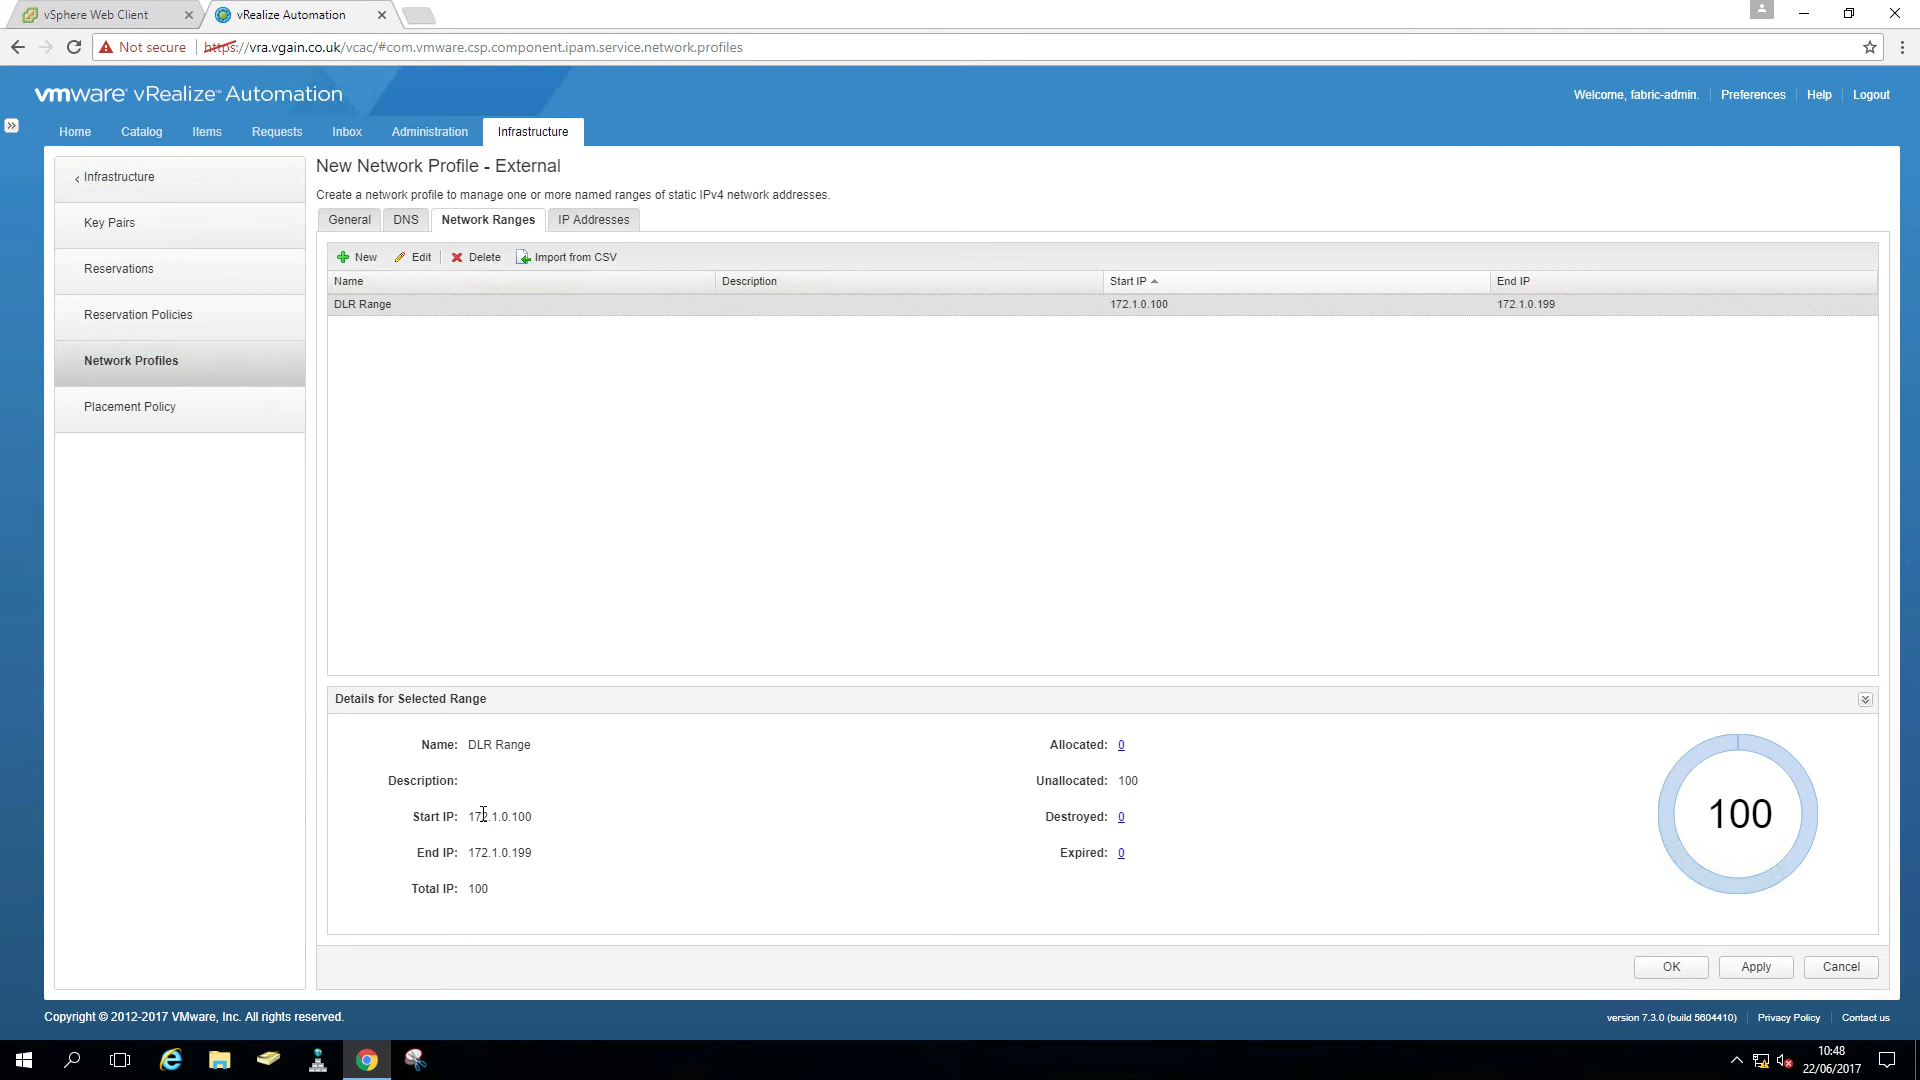 vSphere Web Client
vRealize Automation
Not secure
https://vra.vgain.co.uk/vcac/#com.vmware.csp.component.ipam.service.network.profiles
vmware vRealize™ Automation
Welcome, fabric-admin.
Preferences
Help
Logout
Home
Catalog
Items
Requests
Inbox
Administration
Infrastructure
Infrastructure
Key Pairs
Reservations
Reservation Policies
Network Profiles
Placement Policy
New Network Profile - External
Create a network profile to manage one or more named ranges of static IPv4 network addresses.
General
DNS
Network Ranges
IP Addresses
New
Edit
Delete
Import from CSV
Name
Description
Start IP
End IP
DLR Range
172.1.0.100
172.1.0.199
Details for Selected Range
Name: DLR Range
Description:
Start IP: 172.1.0.100
End IP: 172.1.0.199
Total IP: 100
Allocated: 0
Unallocated: 100
Destroyed: 0
Expired: 0
100
OK
Apply
Cancel
Copyright © 2012-2017 VMware, Inc. All rights reserved.
version 7.3.0 (build 5604410)
Privacy Policy
Contact us
10:48
22/06/2017